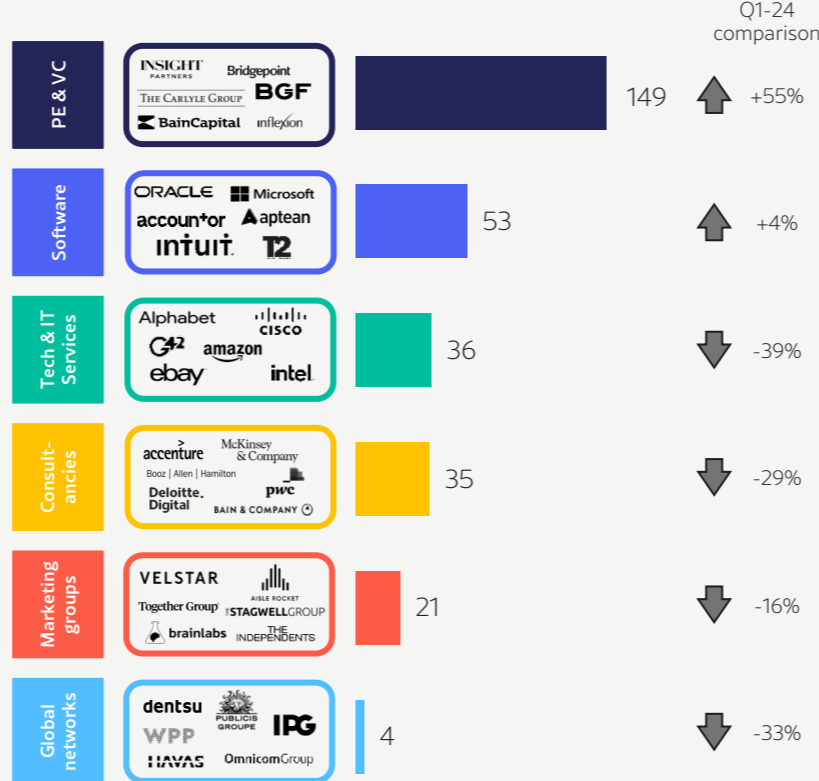 Q1-24
comparison
PE & VC
INSIGHT
PARTNERS
Bridgepoint
THE CARLYLE GROUP
BGF
BainCapital
inflexion
149
+55%
Software
ORACLE
Microsoft
accountor
Aptean
INTUIT
T2
53
+4%
Tech & IT
Services
Alphabet
CISCO
G42
amazon
ebay
intel.
36
-39%
Consult-
ancies
accenture
McKinsey
& Company
Booz | Allen | Hamilton
Deloitte.
Digital
pwc
BAIN & COMPANY
35
-29%
Marketing
groups
VELSTAR
AISLE ROCKET
Together Group
THE STAGWELLGROUP
brainlabs
THE
INDEPENDENTS
21
-16%
Global
networks
dentsu
PUBLICIS
GROUPE
IPG
WPP
HAVAS
OmnicomGroup
4
-33%